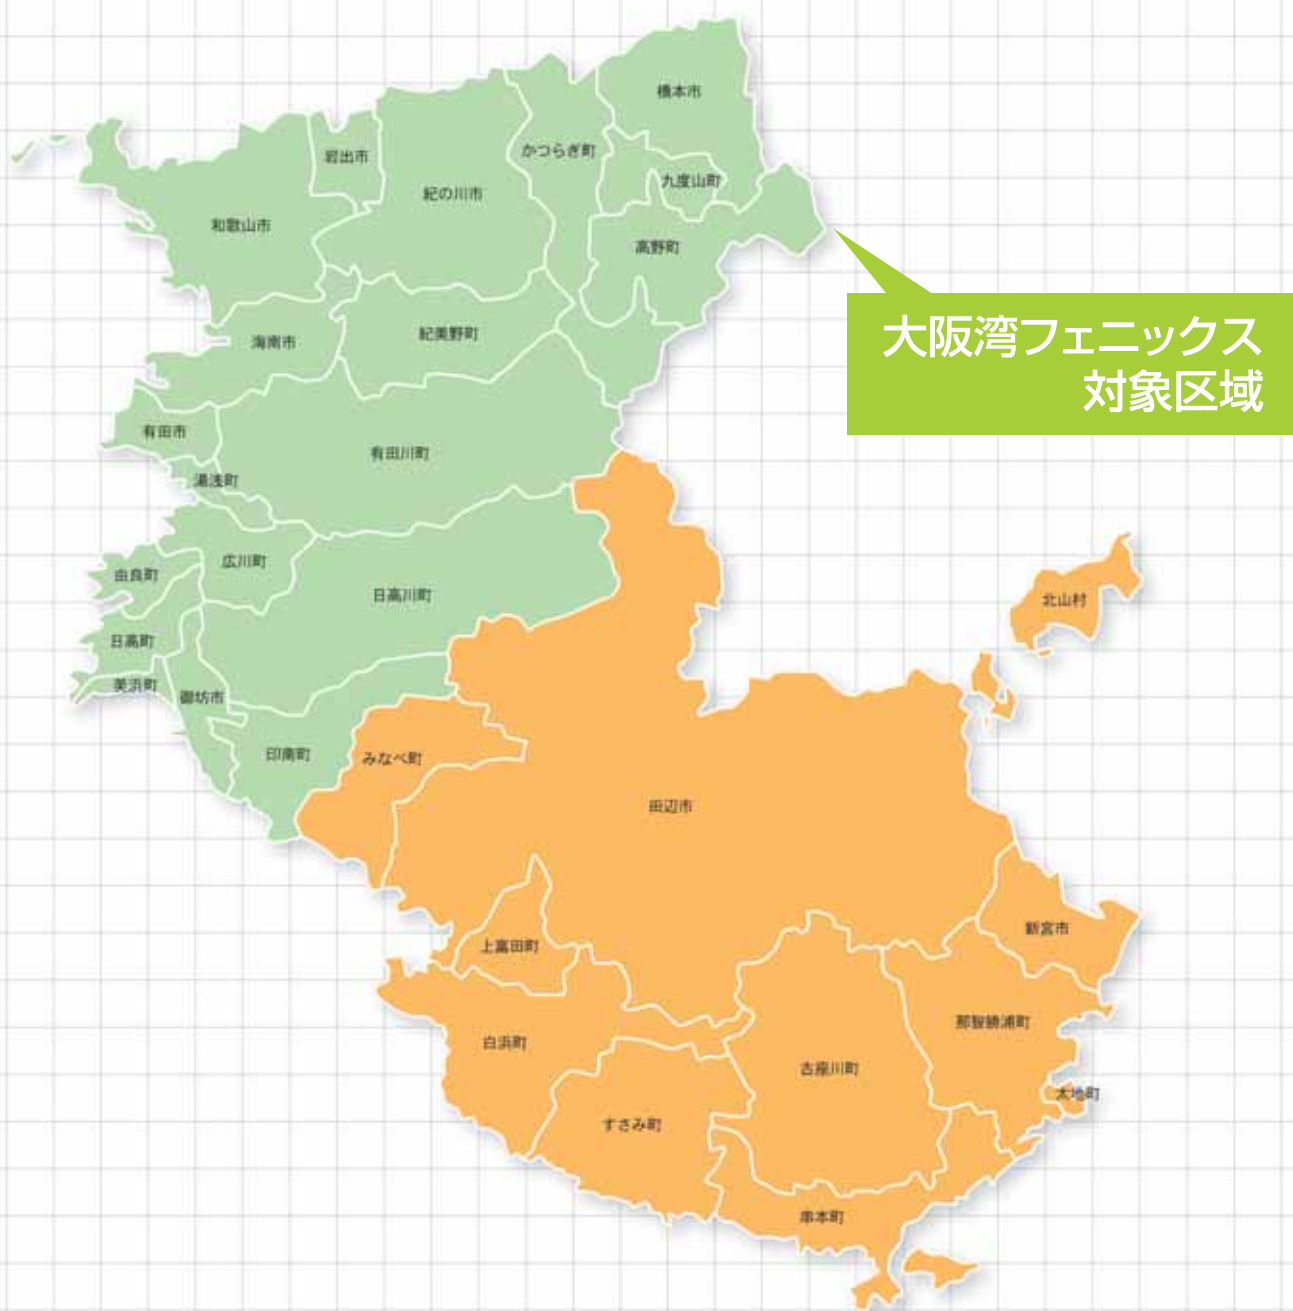 橋本市
かつらぎ町
岩出市
九度山町
紀の川市
和歌山市
高野町
大阪湾フェニックス
対象区域
紀美野町
海南市
有田市
有田川町
湯浅町
広川町
由良町
日高川町
北山村
日高町
美浜町
御坊市
印南町
みなべ町
田辺市
新宮市
上富田町
那智勝浦町
白浜町
古座川町
太地町
すさみ町
串本町